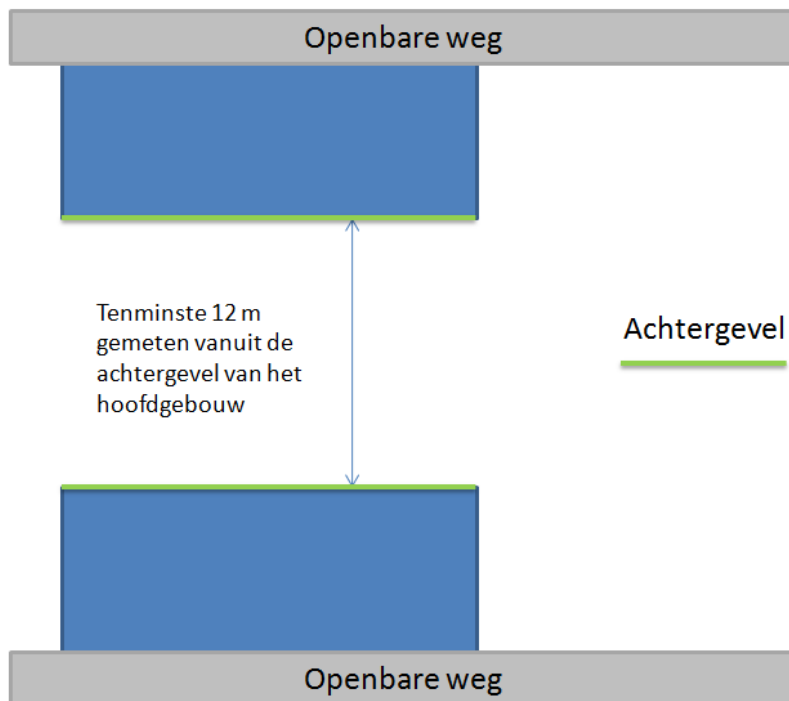 Openbare weg
Tenminste 12 m
gemeten vanuit de
achtergevel van het
hoofdgebouw
Achtergevel
Openbare weg